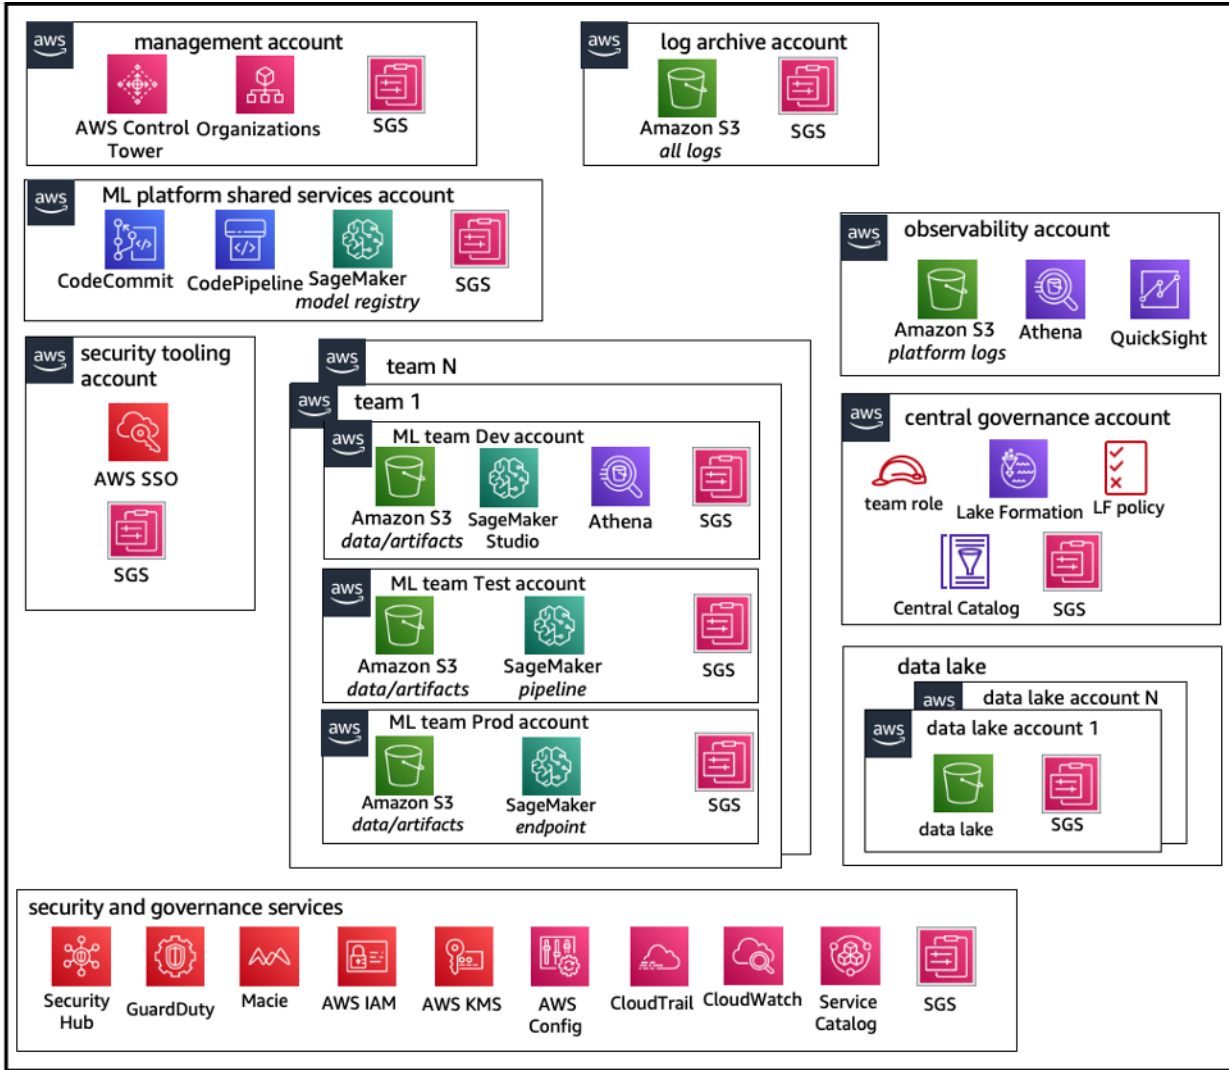 aws
management account
AWS Control
Tower
Organizations
SGS
aws
log archive account
Amazon S3
all logs
SGS
aws
ML platform shared services account
CodeCommit
CodePipeline
SageMaker
model registry
SGS
aws
observability account
Amazon S3
platform logs
Athena
QuickSight
aws
security tooling
account
AWS SSO
SGS
aws
team N
aws
team 1
aws
ML team Dev account
Amazon S3
data/artifacts
SageMaker
Studio
Athena
SGS
aws
ML team Test account
Amazon S3
data/artifacts
SageMaker
pipeline
SGS
aws
ML team Prod account
Amazon S3
data/artifacts
SageMaker
endpoint
SGS
aws
central governance account
team role
Lake Formation
LF policy
Central Catalog
SGS
data lake
aws
data lake account N
aws
data lake account 1
data lake
SGS
security and governance services
Security
Hub
GuardDuty
Macie
AWS IAM
AWS KMS
AWS
Config
CloudTrail
CloudWatch
Service
Catalog
SGS